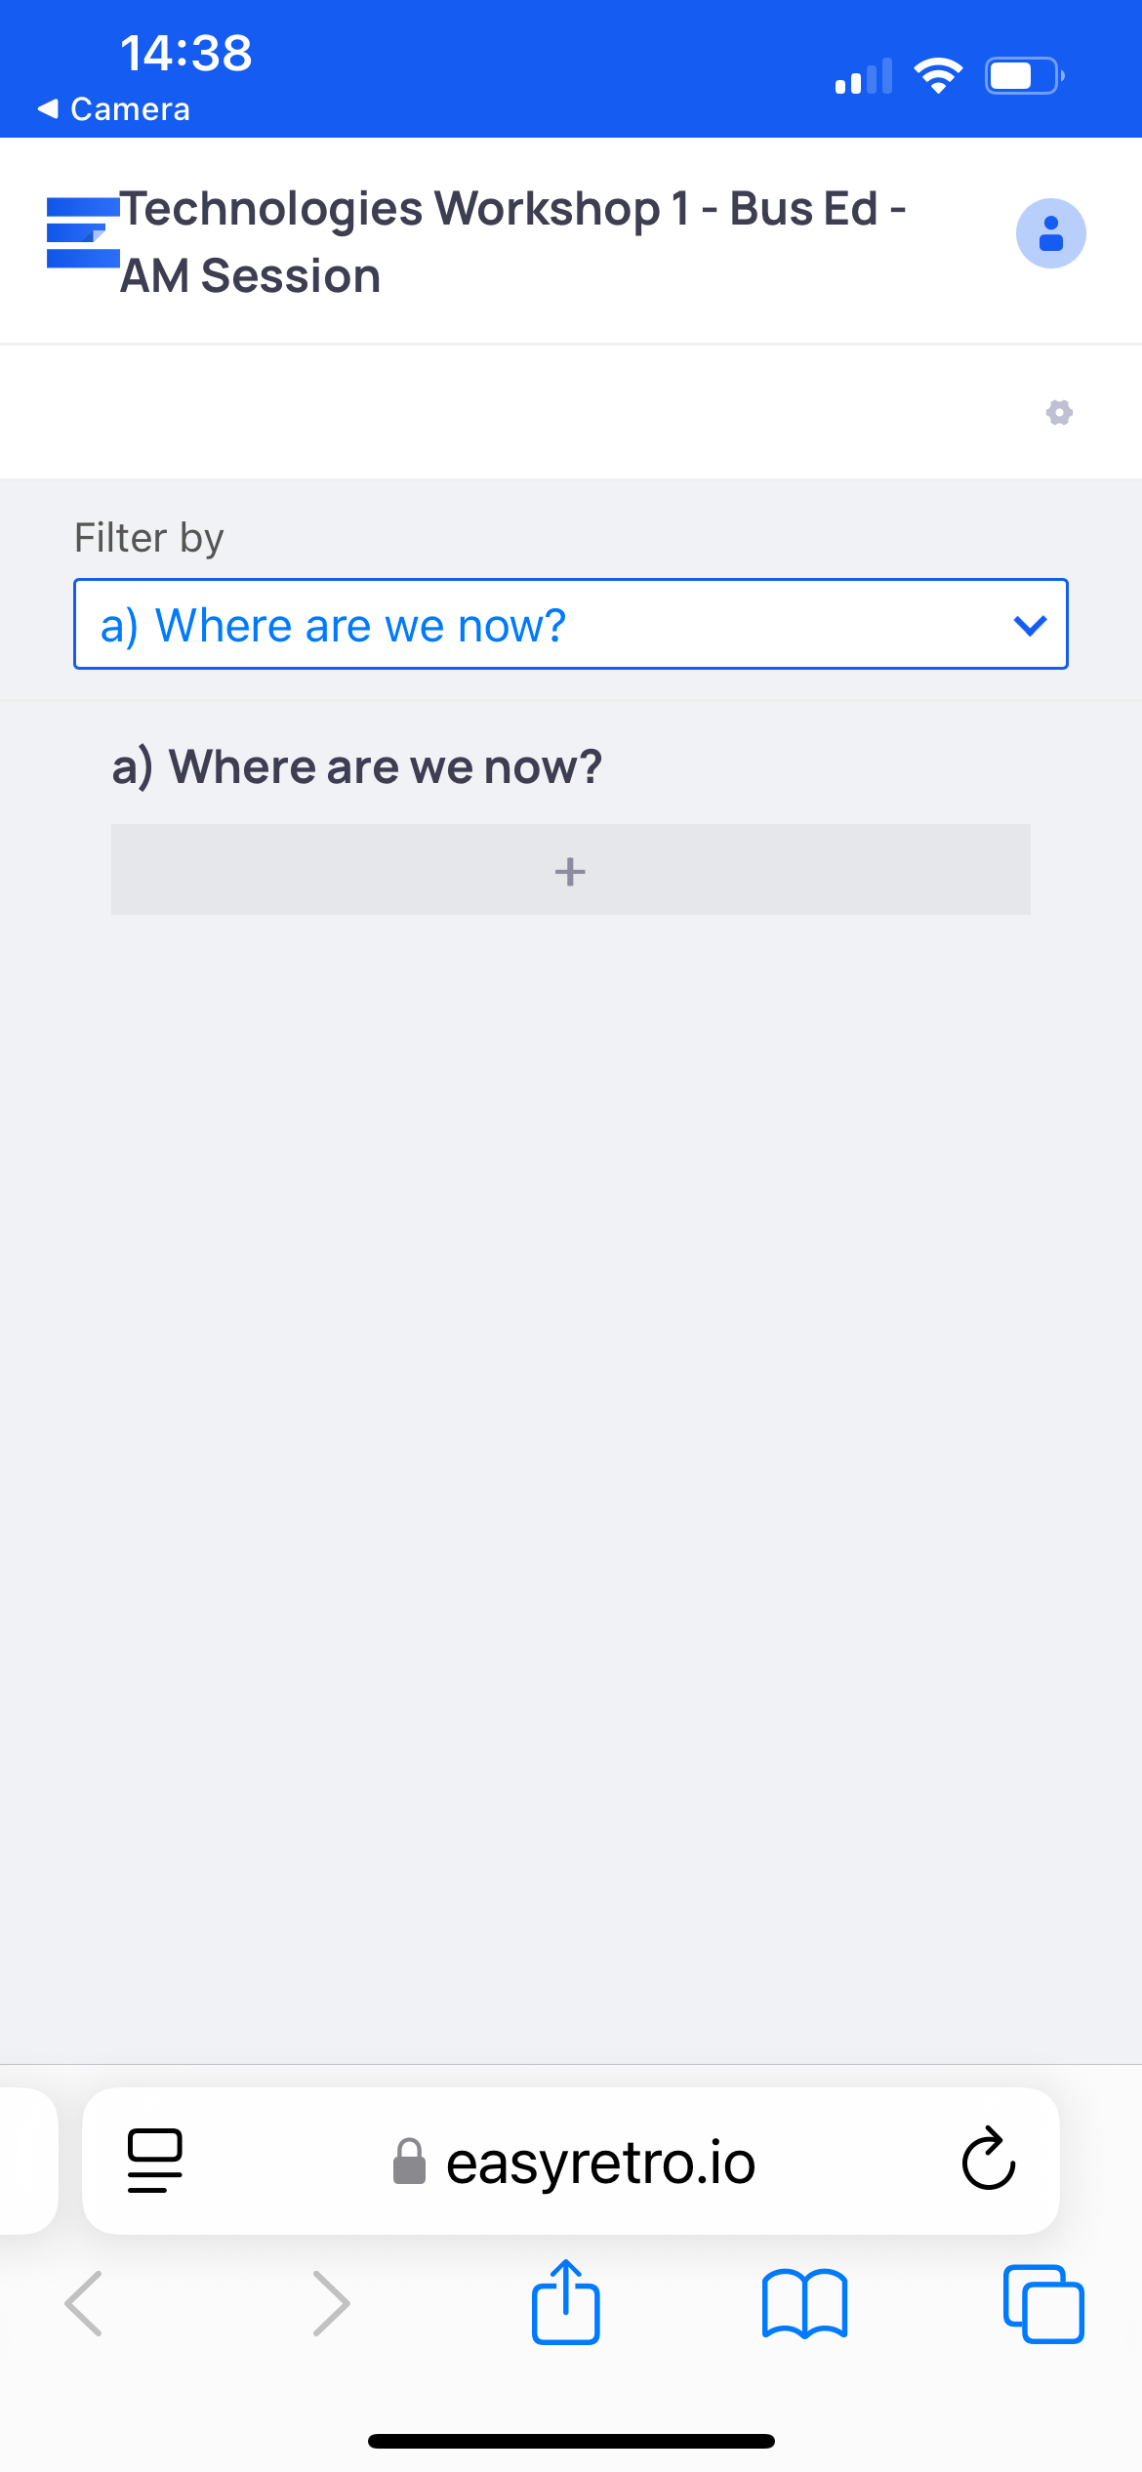 14:38
Camera
Technologies Workshop 1 - Bus Ed -
AM Session
Filter by
a) Where are we now?
a) Where are we now?
+
easyretro.io